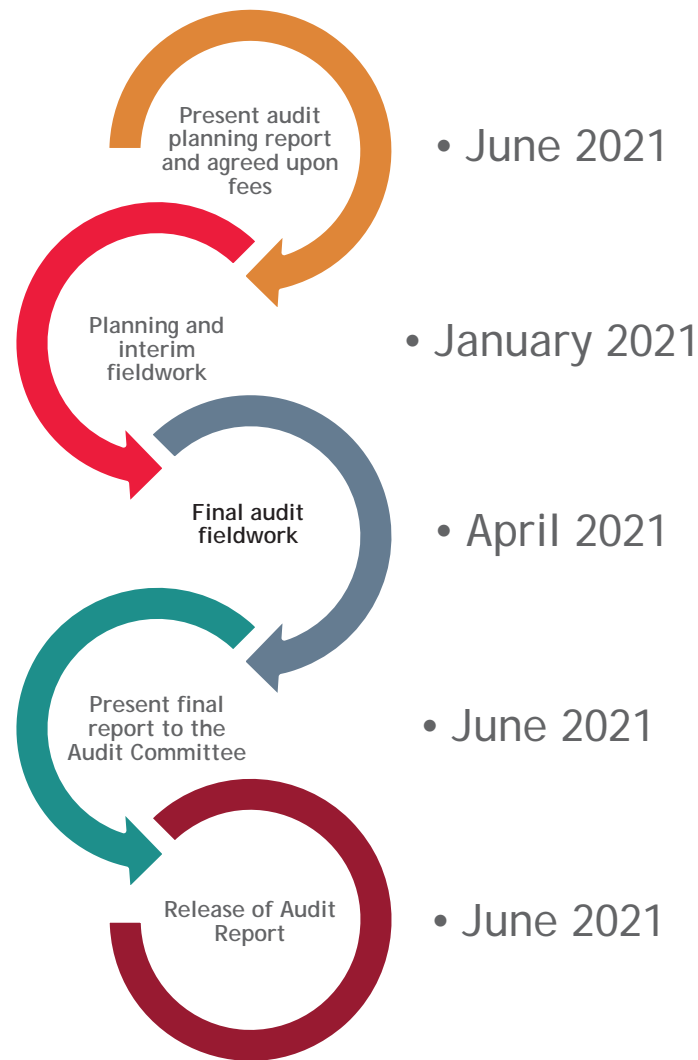 Present audit
planning report
and agreed upon
fees
• June 2021
Planning and
interim
fieldwork
• January 2021
Final audit
fieldwork
• April 2021
Present final
report to the
Audit Committee
• June 2021
Release of Audit
Report
• June 2021